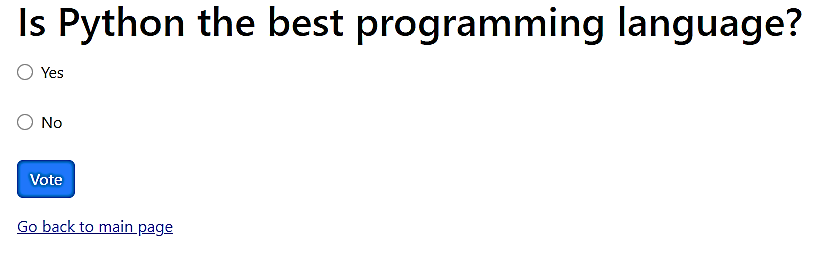 Is Python the best programming language?
Yes
No
Vote
Go back to main page